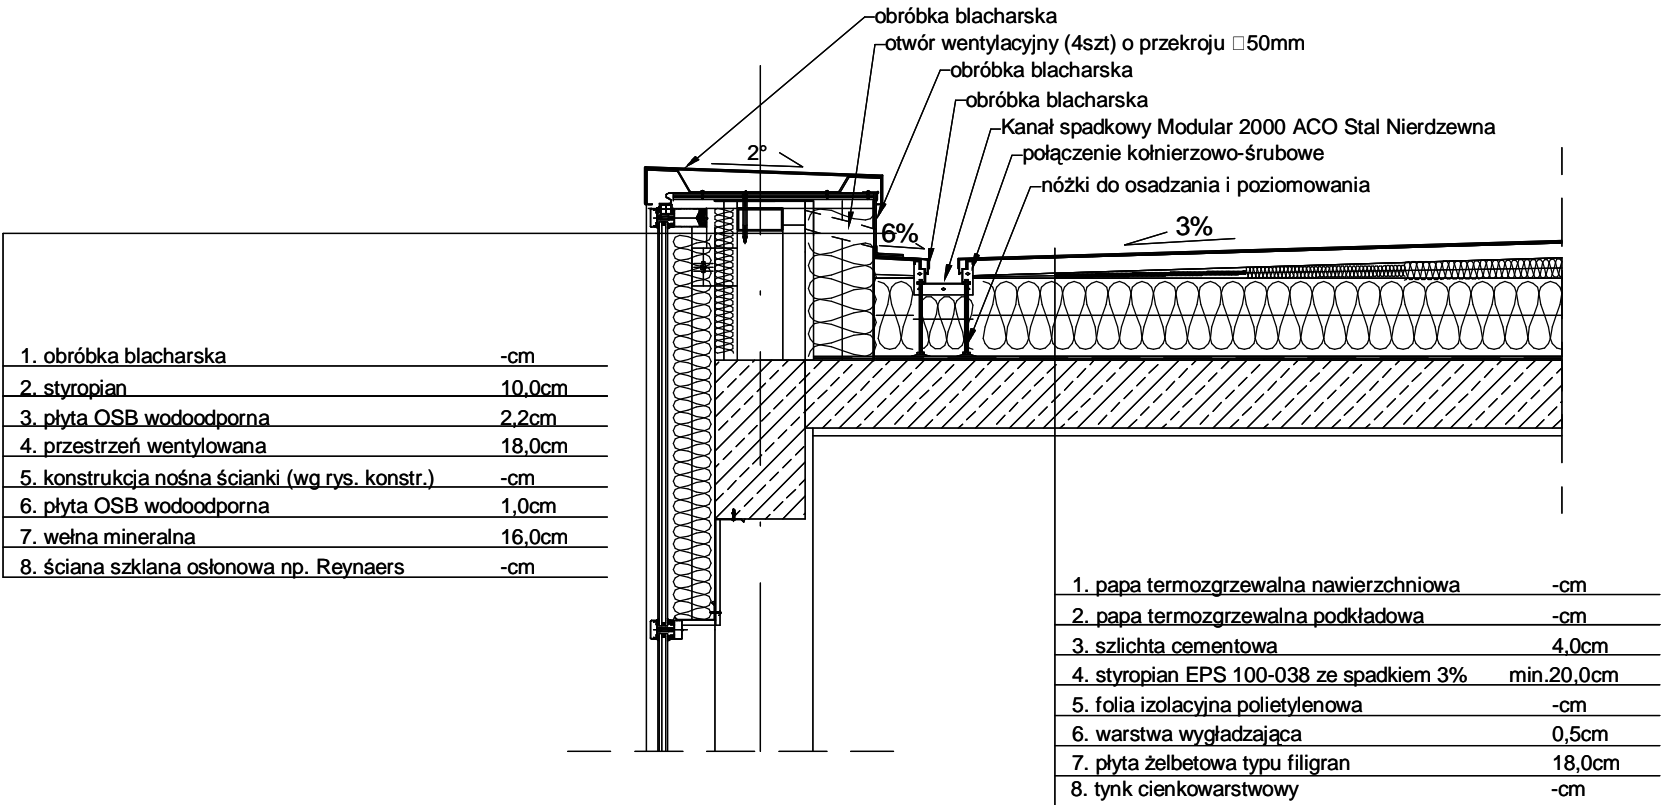 obróbka blacharska
otwór wentylacyjny (4szt) o przekroju □50mm
obróbka blacharska
obróbka blacharska
Kanał spadkowy Modular 2000 ACO Stal Nierdzewna
połączenie kołnierzowo-śrubowe
nóżki do osadzania i poziomowania
2°
6%
3%
1. obróbka blacharska -cm
2. styropian 10,0cm
3. płyta OSB wodoodporna 2,2cm
4. przestrzeń wentylowana 18,0cm
5. konstrukcja nośna ścianki (wg rys. konstr.) -cm
6. płyta OSB wodoodporna 1,0cm
7. wełna mineralna 16,0cm
8. ściana szklana osłonowa np. Reynaers -cm
1. papa termozgrzewalna nawierzchniowa -cm
2. papa termozgrzewalna podkładowa -cm
3. szlichta cementowa 4,0cm
4. styropian EPS 100-038 ze spadkiem 3% min.20,0cm
5. folia izolacyjna polietylenowa -cm
6. warstwa wygładzająca 0,5cm
7. płyta żelbetowa typu filigran 18,0cm
8. tynk cienkowarstwowy -cm